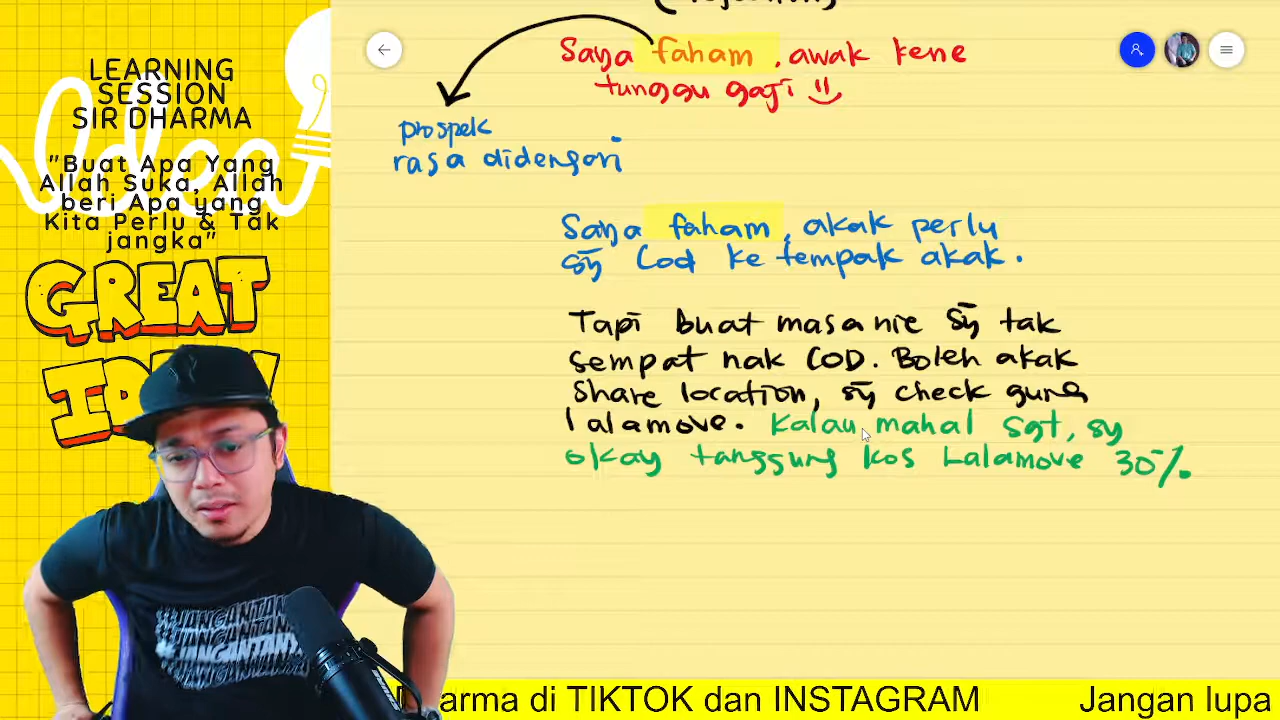 LEARNING
SESSION
SIR DHARMA
"Buat Apa Yang
Allah Suka, Allah
beri Apa yang
Kita Perlu & Tak
jangka"
GREAT
Saya faham, awak kene
tunggu gaji
prospek
rasa didengari
Saya faham, akak perlu
sy Cod ke tempak akak.
Tapi buat masa nie sy tak
sempat nak COD. Boleh akak
Share location, sy check guna
lalamove. Kalau mahal sgt, sy
okay tanggung kos Lalamove 30%
#JANGANTAN
JANGANTANYA
arma di TIKTOK dan INSTAGRAM Jangan lupa